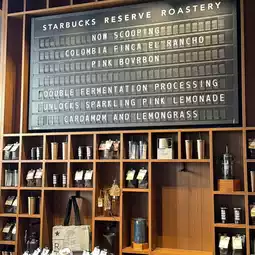 STARBUCKS RESERVE ROASTERY
NOW SCOOPING
COLOMBIA FINCA EL RANCHO
PINK BOVRBON
DOUBLE FERMENTATION PROCESSING
UNLOCKS SPARKLING PINK LEMONADE
CARDAMOM AND LEMONGRASS
R